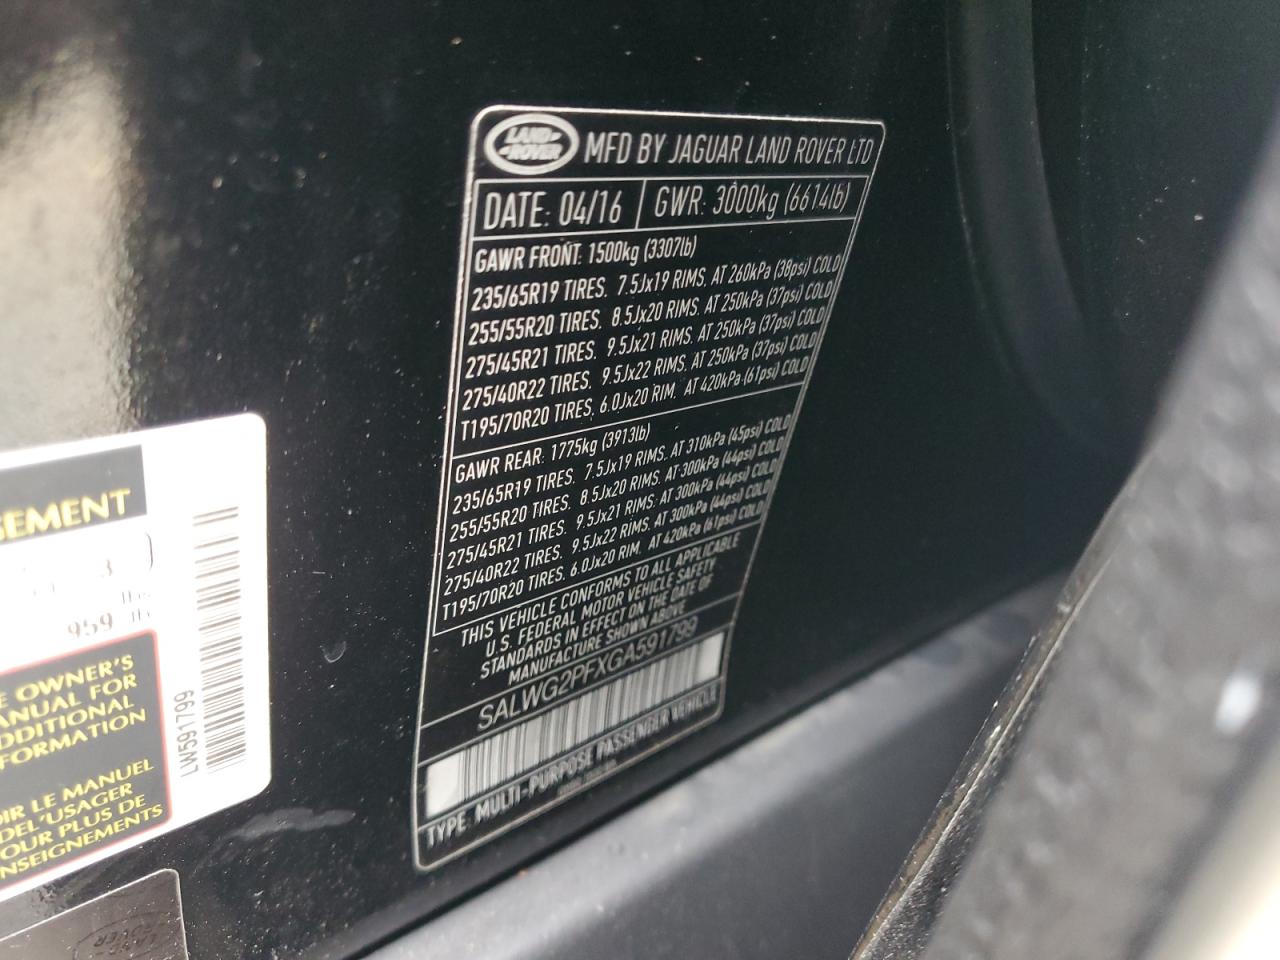 LAND ROVER
MFD BY JAGUAR LAND ROVER LTD
DATE: 04/16 GWR: 3000kg (6614lb)
GAWR FRONT: 1500kg (3307lb)
235/65R19 TIRES. 7.5Jx19 RIMS. AT 260kPa (38psi) COLD
255/55R20 TIRES. 8.5Jx20 RIMS. AT 250kPa (37psi) COLD
275/45R21 TIRES. 9.5Jx21 RIMS. AT 250kPa (37psi) COLD
275/40R22 TIRES. 9.5Jx22 RIMS. AT 250kPa (37psi) COLD
T195/70R20 TIRES. 6.0Jx20 RIM. AT 420kPa (61psi) COLD
GAWR REAR: 1775kg (3913lb)
235/65R19 TIRES. 7.5Jx19 RIMS. AT 310kPa (45psi) COLD
255/55R20 TIRES. 8.5Jx20 RIMS. AT 300kPa (44psi) COLD
275/45R21 TIRES. 9.5Jx21 RIMS. AT 300kPa (44psi) COLD
275/40R22 TIRES. 9.5Jx22 RIMS. AT 300kPa (44psi) COLD
T195/70R20 TIRES. 6.0Jx20 RIM. AT 420kPa (61psi) COLD
THIS VEHICLE CONFORMS TO ALL APPLICABLE
U.S. FEDERAL MOTOR VEHICLE SAFETY
STANDARDS IN EFFECT ON THE DATE OF
MANUFACTURE SHOWN ABOVE
SALWG2PFXGA591799
TYPE: MULTI-PURPOSE PASSENGER VEHICLE
GEMENT
3
lbs
959 lb
E OWNER'S
MANUAL FOR
DDITIONAL
FORMATION
OIR LE MANUEL
DEL'USAGER
OUR PLUS DE
NSEIGNEMENTS
LW591799
LAND ROVER